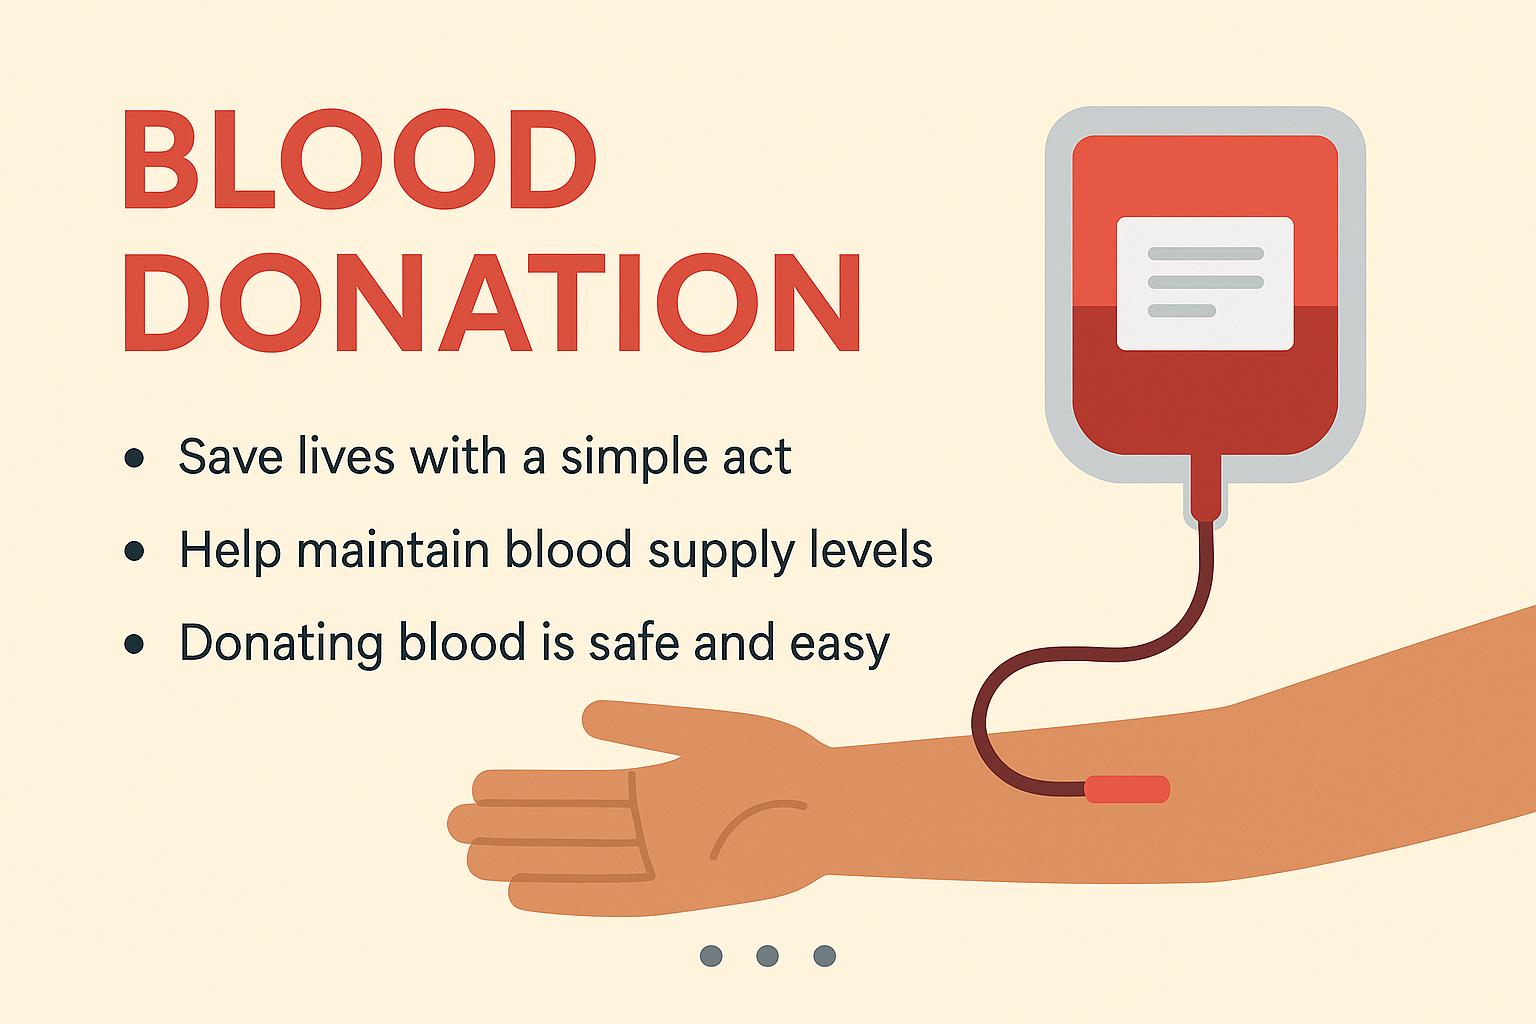 BLOOD
DONATION
• Save lives with a simple act
• Help maintain blood supply levels
• Donating blood is safe and easy